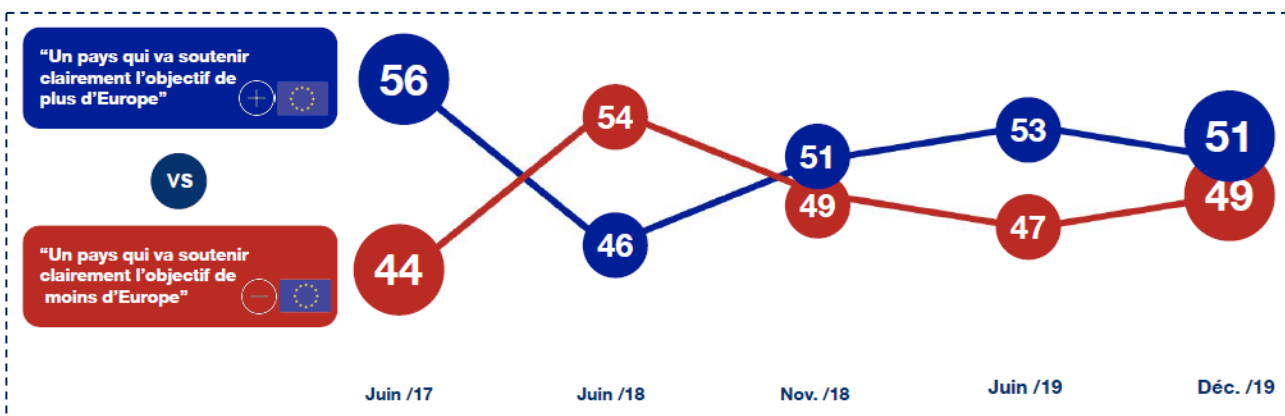 “Un pays qui va soutenir
clairement l’objectif de
plus d’Europe”
VS
“Un pays qui va soutenir
clairement l’objectif de
moins d’Europe”
56
54
53
51
51
49
49
47
46
44
Juin /17
Juin /18
Nov. /18
Juin /19
Déc. /19